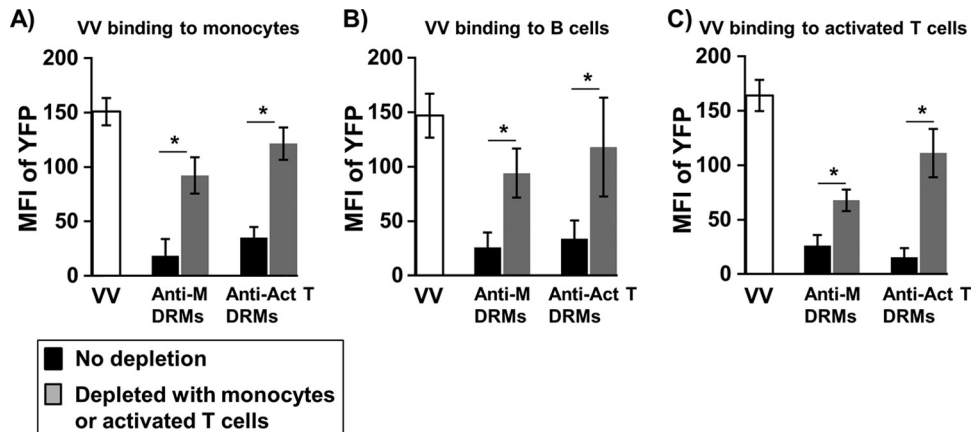 A)
VV binding to monocytes
200
150
100
50
0
MFI of YFP
*
*
VV
Anti-M
DRMs
Anti-Act T
DRMs
B)
VV binding to B cells
200
150
100
50
0
MFI of YFP
*
*
VV
Anti-M
DRMs
Anti-Act T
DRMs
C)
VV binding to activated T cells
200
150
100
50
0
MFI of YFP
*
*
VV
Anti-M
DRMs
Anti-Act T
DRMs
No depletion
Depleted with monocytes
or activated T cells